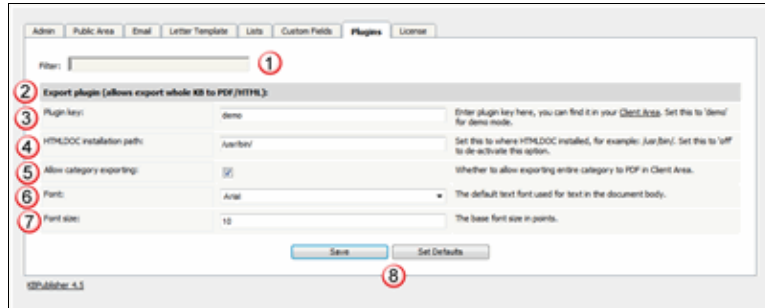 Admin Public Area Email Letter Template Lists Custom Fields Plugins License
Filter: 1
2 Export plugin (allows export whole KB to PDF/HTML):
3 Plugin key: demo Enter plugin key here, you can find it in your Client Area. Set this to 'demo'
for demo mode.
4 HTMLDOC installation path: /usr/bin/ Set this to where HTMLDOC installed, for example: /usr/bin/. Set this to 'off'
to de-activate this option.
5 Allow category exporting: Whether to allow exporting entire category to PDF in Client Area.
6 Font: Arial The default text font used for text in the document body.
7 Font size: 10 The base font size in points.
Save Set Defaults
8
KBPublisher 4.5